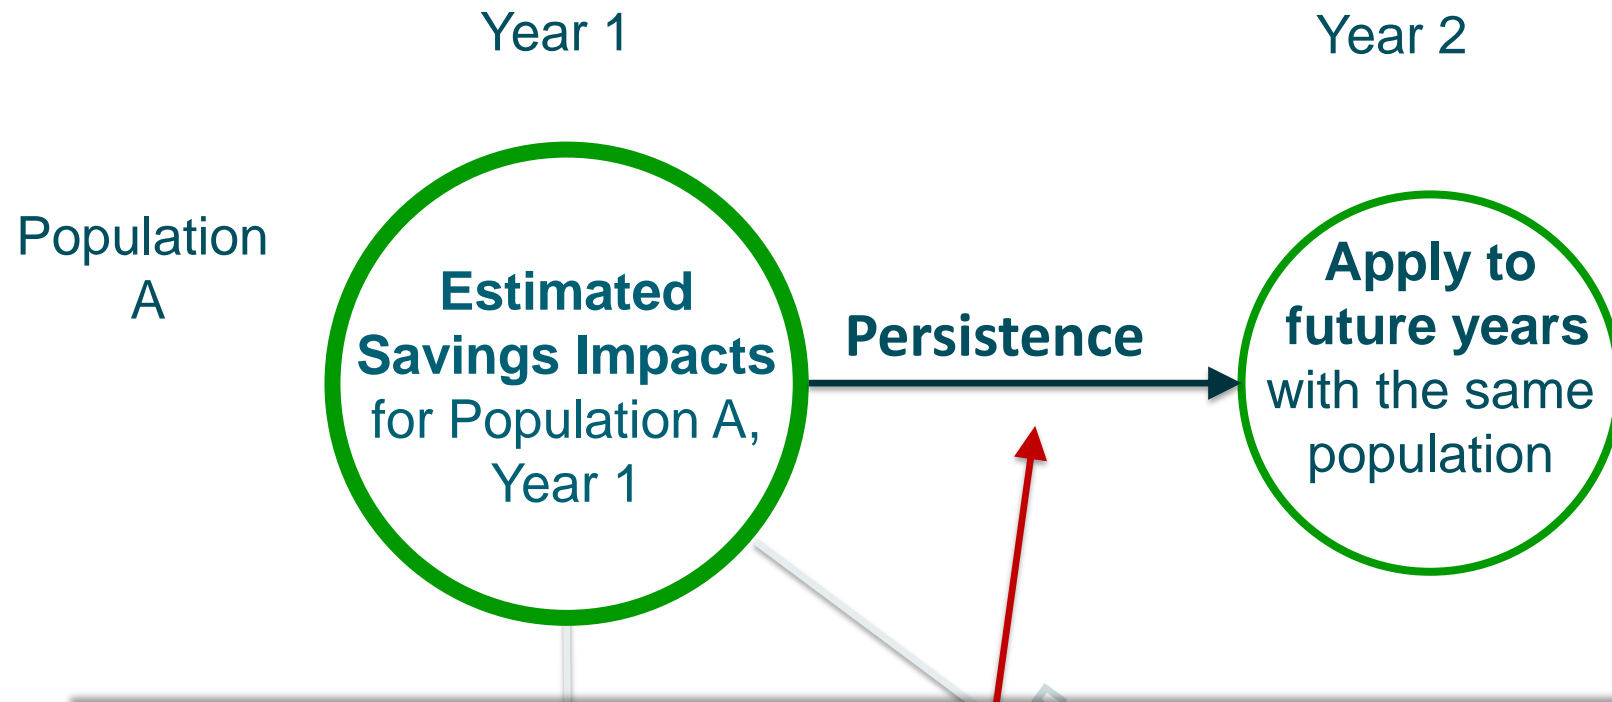 Year 1
Year 2
Population
A
Estimated
Savings Impacts
for Population A,
Year 1
Persistence
Apply to
future years
with the same
population